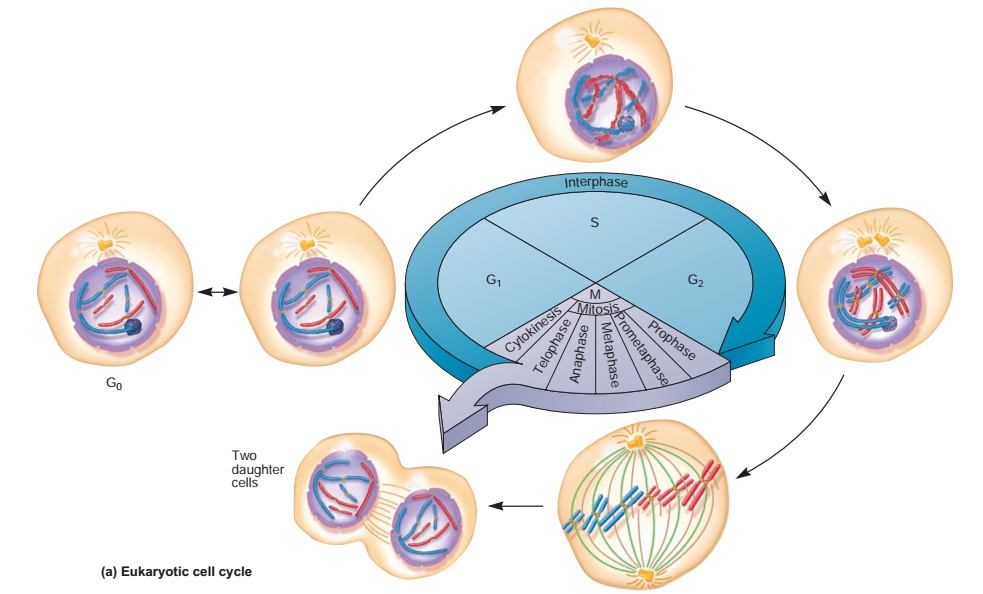 Interphase
S
G1
G2
M
Mitosis
Cytokinesis
Telophase
Anaphase
Metaphase
Prometaphase
Prophase
G0
Two
daughter
cells
(a) Eukaryotic cell cycle